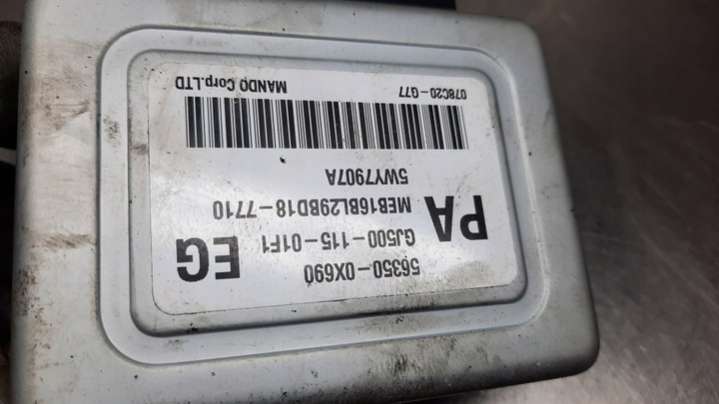 56350-0X690 EG
GJ500-115-01F1
PA MEB16BL29BD18-7710
5WY7907A
078C20-G77 MANDO Corp.LTD